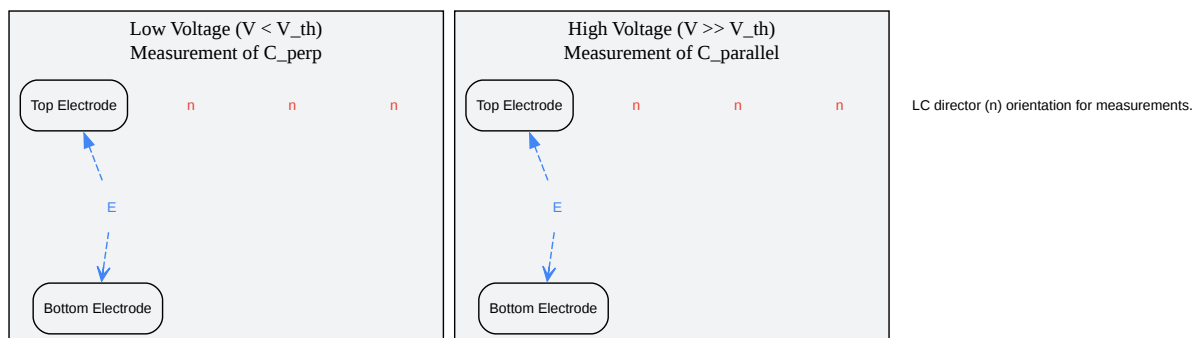 Low Voltage (V < V_th)
Measurement of C_perp
Top Electrode
n n n
E
Bottom Electrode
High Voltage (V >> V_th)
Measurement of C_parallel
Top Electrode
n n n
E
Bottom Electrode
LC director (n) orientation for measurements.